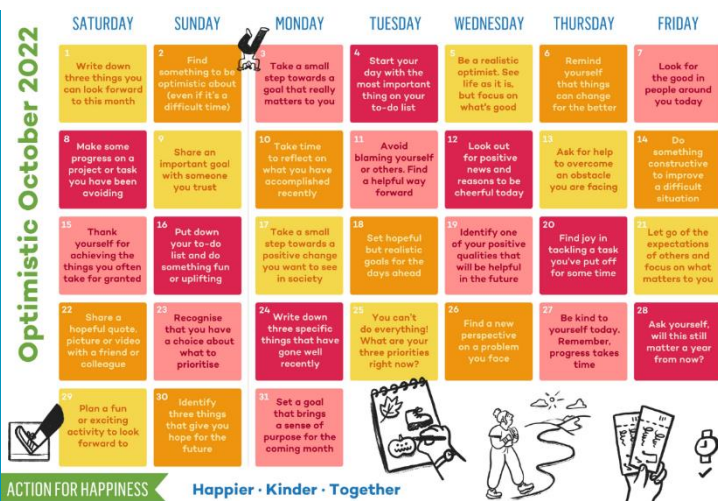 Optimistic October 2022
SATURDAY SUNDAY MONDAY TUESDAY WEDNESDAY THURSDAY FRIDAY
1
Write down
three things you
can look forward
to this month
2
Find
something to be
optimistic about
(even if it's a
difficult time)
3
Take a small
step towards a
goal that really
matters to you
4
Start your
day with the
most important
thing on your
to-do list
5
Be a realistic
optimist. See
life as it is,
but focus on
what's good
6
Remind
yourself
that things
can change
for the better
7
Look for
the good in
people around
you today
8
Make some
progress on a
project or task
you have been
avoiding
9
Share an
important goal
with someone
you trust
10
Take time
to reflect on
what you have
accomplished
recently
11
Avoid
blaming yourself
or others. Find
a helpful way
forward
12
Look out
for positive
news and
reasons to be
cheerful today
13
Ask for help
to overcome
an obstacle
you are facing
14
Do
something
constructive
to improve
a difficult
situation
15
Thank
yourself for
achieving the
things you often
take for granted
16
Put down
your to-do
list and do
something fun
or uplifting
17
Take a small
step towards a
positive change
you want to see
in society
18
Set hopeful
but realistic
goals for the
days ahead
19
Identify one
of your positive
qualities that
will be helpful
in the future
20
Find joy in
tackling a task
you've put off
for some time
21
Let go of the
expectations
of others and
focus on what
matters to you
22
Share a
hopeful quote,
picture or video
with a friend or
colleague
23
Recognise
that you have
a choice about
what to
prioritise
24
Write down
three specific
things that have
gone well
recently
25
You can't
do everything!
What are your
three priorities
right now?
26
Find a new
perspective
on a problem
you face
27
Be kind to
yourself today.
Remember,
progress takes
time
28
Ask yourself,
will this still
matter a year
from now?
29
Plan a fun
or exciting
activity to look
forward to
30
Identify
three things
that give you
hope for the
future
31
Set a goal
that brings
a sense of
purpose for the
coming month
ACTION FOR HAPPINESS
Happier · Kinder · Together